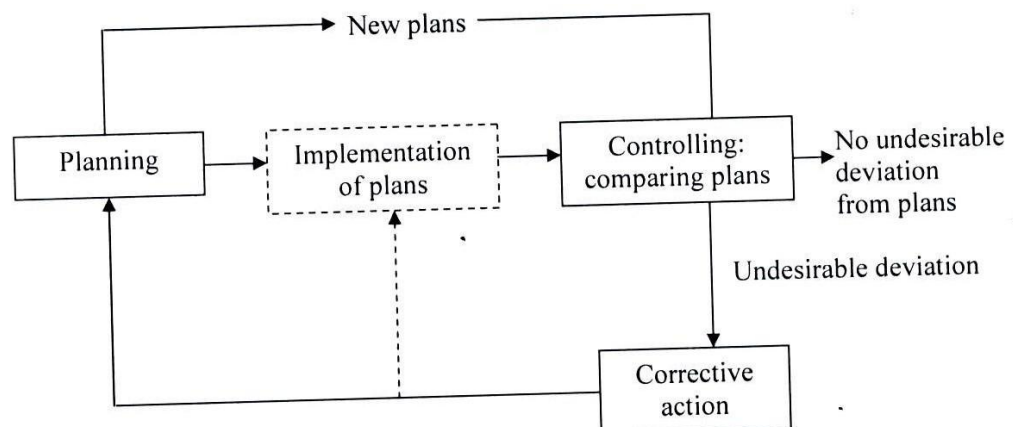 New plans
Planning
Implementation
of plans
Controlling:
comparing plans
No undesirable
deviation
from plans
Undesirable deviation
Corrective
action